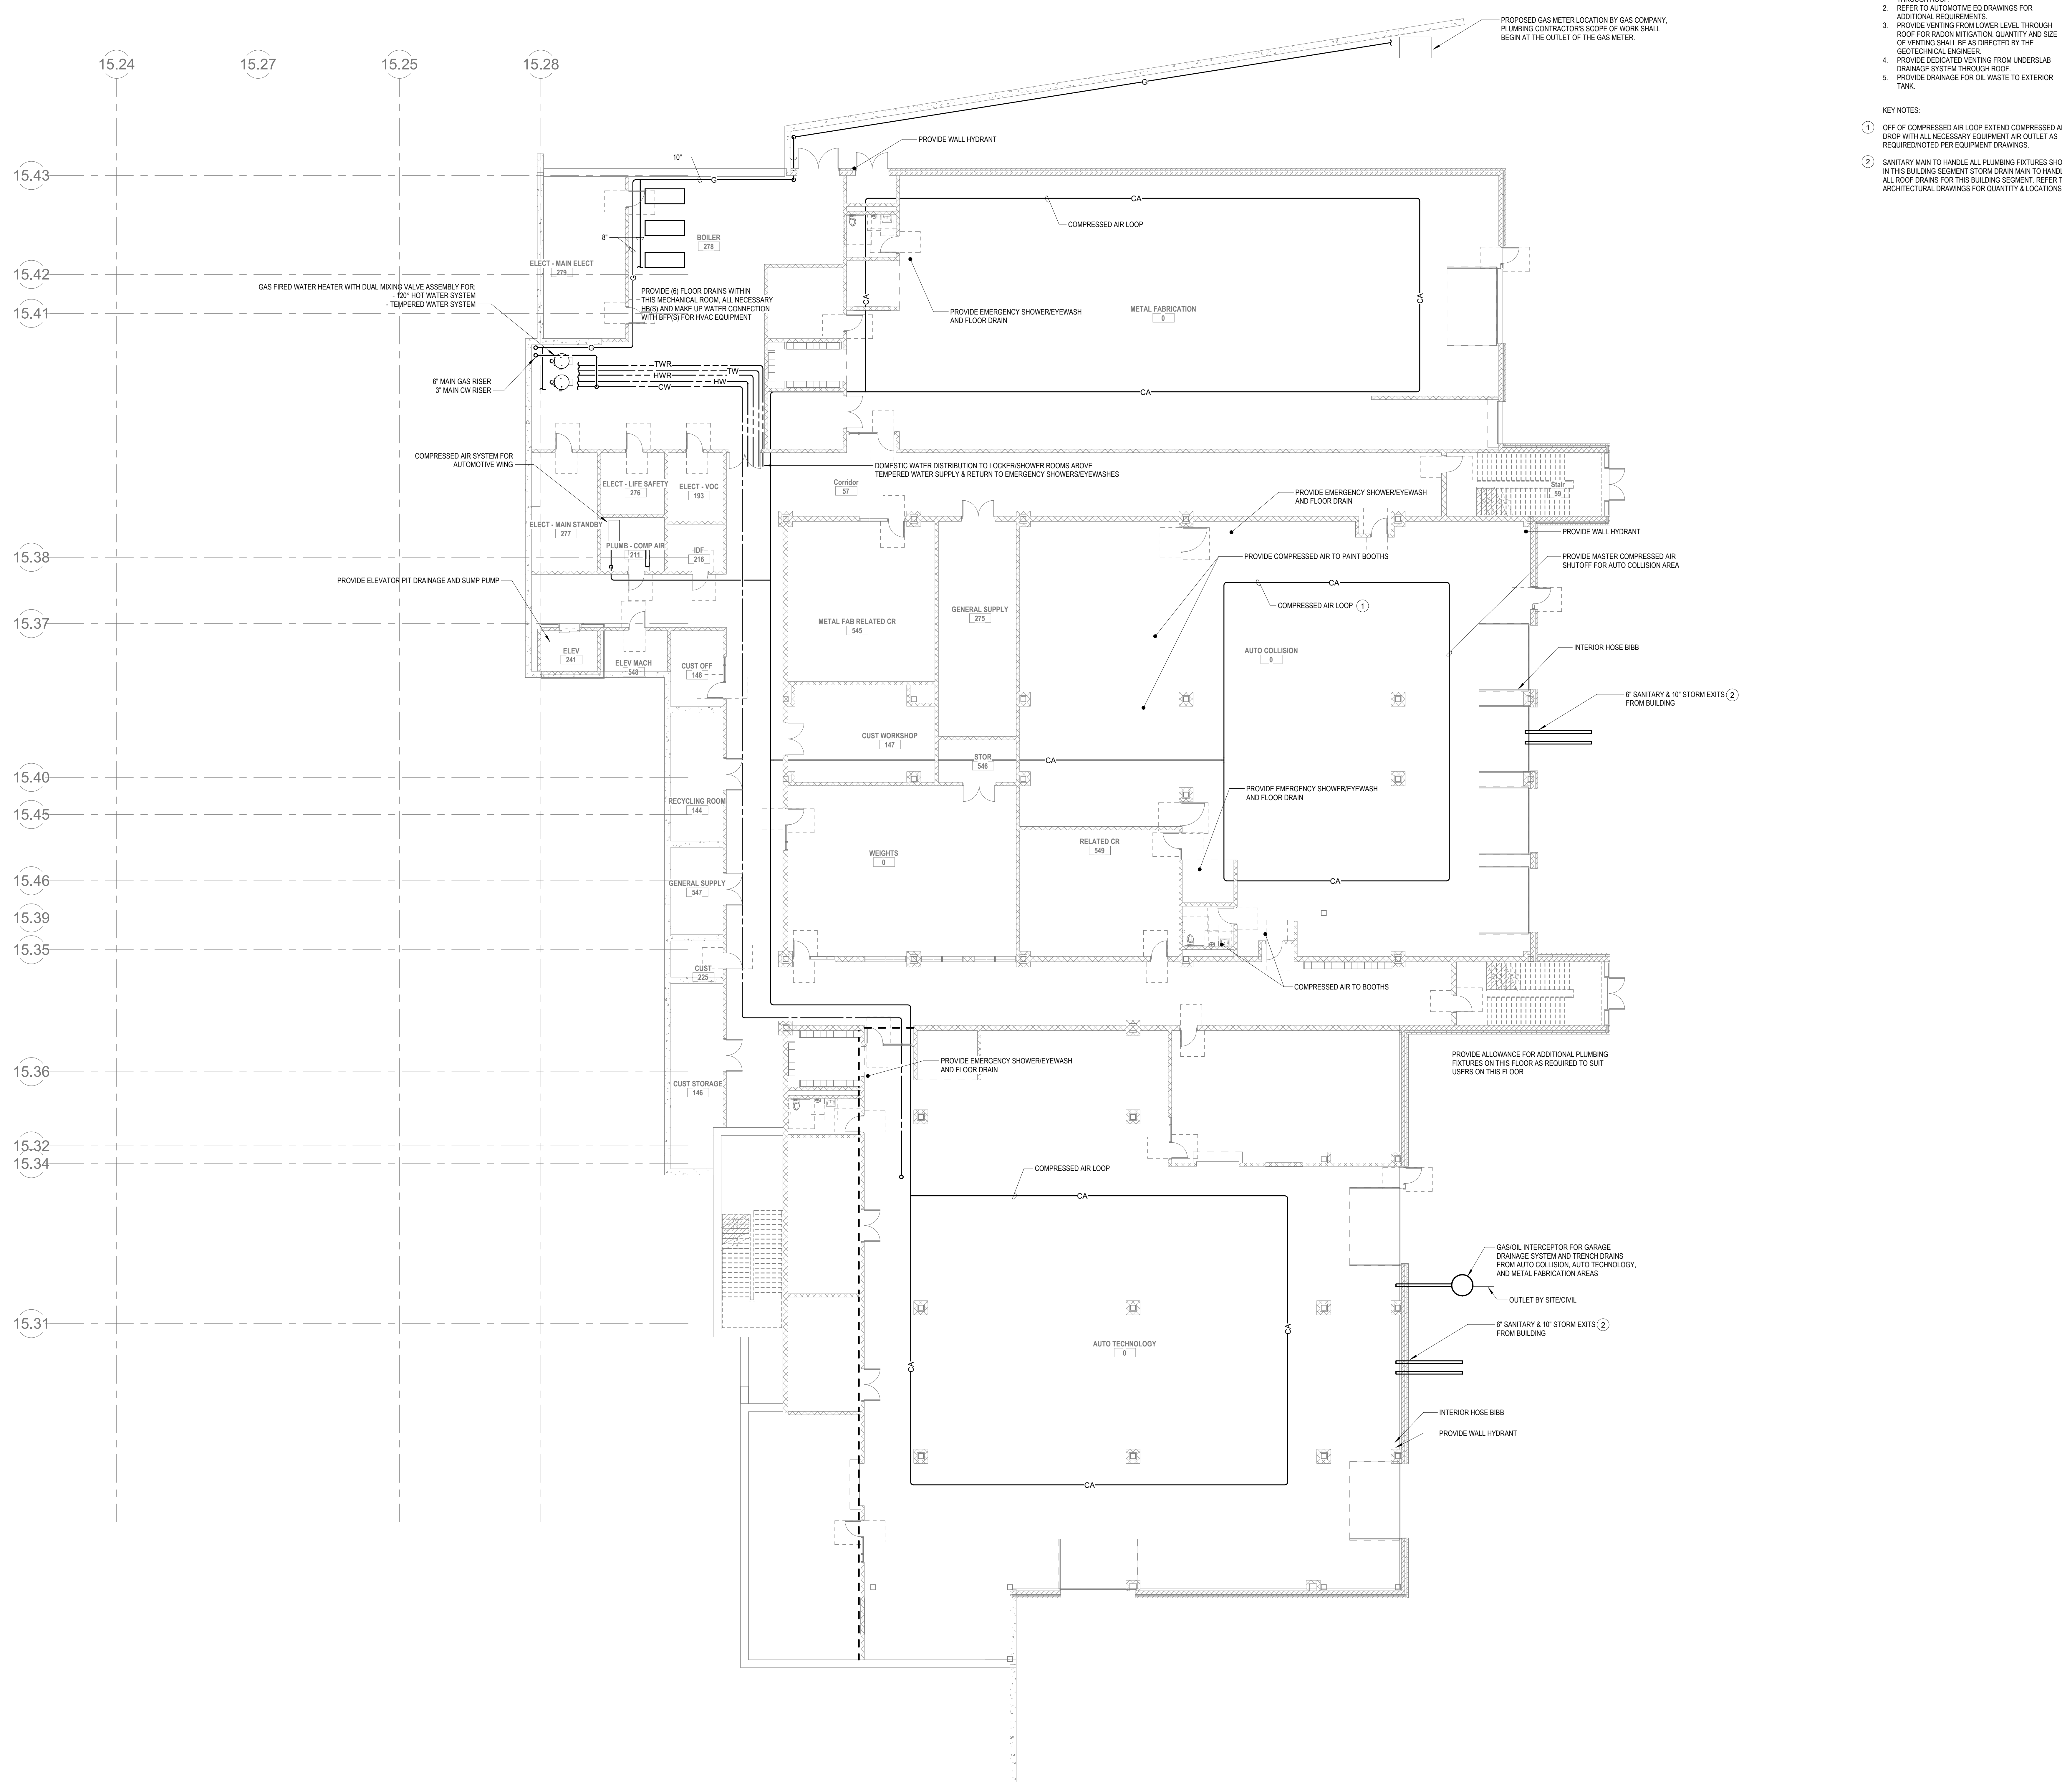 THROUGH ROOF.
2. REFER TO AUTOMOTIVE EQ DRAWINGS FOR
ADDITIONAL REQUIREMENTS.
3. PROVIDE VENTING FROM LOWER LEVEL THROUGH
ROOF FOR RADON MITIGATION. QUANTITY AND SIZE
OF VENTING SHALL BE AS DIRECTED BY THE
GEOTECHNICAL ENGINEER.
4. PROVIDE DEDICATED VENTING FROM UNDERSLAB
DRAINAGE SYSTEM THROUGH ROOF.
5. PROVIDE DRAINAGE FOR OIL WASTE TO EXTERIOR
TANK.
KEY NOTES:
1 OFF OF COMPRESSED AIR LOOP EXTEND COMPRESSED
DROP WITH ALL NECESSARY EQUIPMENT AIR OUTLET AS
REQUIRED/NOTED PER EQUIPMENT DRAWINGS.
2 SANITARY MAIN TO HANDLE ALL PLUMBING FIXTURES
IN THIS BUILDING SEGMENT STORM DRAIN MAIN TO
ALL ROOF DRAINS FOR THIS BUILDING SEGMENT. REFER
ARCHITECTURAL DRAWINGS FOR QUANTITY & LOCATIONS
PROPOSED GAS METER LOCATION BY GAS COMPANY,
PLUMBING CONTRACTOR'S SCOPE OF WORK SHALL
BEGIN AT THE OUTLET OF THE GAS METER.
15.24
15.27
15.25
15.28
G
PROVIDE WALL HYDRANT
10"
15.43
G
CA
COMPRESSED AIR LOOP
8"
BOILER
278
ELECT - MAIN ELECT
279
15.42
G
GAS FIRED WATER HEATER WITH DUAL MIXING VALVE ASSEMBLY FOR:
- 120° HOT WATER SYSTEM
- TEMPERED WATER SYSTEM
PROVIDE (6) FLOOR DRAINS WITHIN
THIS MECHANICAL ROOM, ALL NECESSARY
HB(S) AND MAKE UP WATER CONNECTION
WITH BFP(S) FOR HVAC EQUIPMENT
CA
CA
PROVIDE EMERGENCY SHOWER/EYEWASH
AND FLOOR DRAIN
METAL FABRICATION
0
15.41
G
TWR
TW
HWR
HW
CW
6" MAIN GAS RISER
3" MAIN CW RISER
CA
COMPRESSED AIR SYSTEM FOR
AUTOMOTIVE WING
DOMESTIC WATER DISTRIBUTION TO LOCKER/SHOWER ROOMS ABOVE
TEMPERED WATER SUPPLY & RETURN TO EMERGENCY SHOWERS/EYEWASHES
ELECT - LIFE SAFETY
276
ELECT - VOC
193
Corridor
57
Stair
59
PROVIDE EMERGENCY SHOWER/EYEWASH
AND FLOOR DRAIN
ELECT - MAIN STANDBY
277
PROVIDE WALL HYDRANT
PLUMB - COMP AIR
211
IDF
216
15.38
PROVIDE COMPRESSED AIR TO PAINT BOOTHS
PROVIDE MASTER COMPRESSED AIR
SHUTOFF FOR AUTO COLLISION AREA
PROVIDE ELEVATOR PIT DRAINAGE AND SUMP PUMP
CA
COMPRESSED AIR LOOP 1
GENERAL SUPPLY
275
METAL FAB RELATED CR
545
15.37
ELEV
241
ELEV MACH
548
CUST OFF
148
AUTO COLLISION
0
INTERIOR HOSE BIBB
6" SANITARY & 10" STORM EXITS 2
FROM BUILDING
CUST WORKSHOP
147
STOR
546
CA
15.40
PROVIDE EMERGENCY SHOWER/EYEWASH
AND FLOOR DRAIN
RECYCLING ROOM
144
15.45
RELATED CR
549
WEIGHTS
0
GENERAL SUPPLY
547
15.46
CA
15.39
15.35
CUST
225
COMPRESSED AIR TO BOOTHS
PROVIDE ALLOWANCE FOR ADDITIONAL PLUMBING
FIXTURES ON THIS FLOOR AS REQUIRED TO SUIT
USERS ON THIS FLOOR
PROVIDE EMERGENCY SHOWER/EYEWASH
AND FLOOR DRAIN
15.36
CUST STORAGE
146
15.32
15.34
COMPRESSED AIR LOOP
CA
GAS/OIL INTERCEPTOR FOR GARAGE
DRAINAGE SYSTEM AND TRENCH DRAINS
FROM AUTO COLLISION, AUTO TECHNOLOGY,
AND METAL FABRICATION AREAS
OUTLET BY SITE/CIVIL
15.31
6" SANITARY & 10" STORM EXITS 2
FROM BUILDING
CA
AUTO TECHNOLOGY
0
CA
INTERIOR HOSE BIBB
PROVIDE WALL HYDRANT
CA